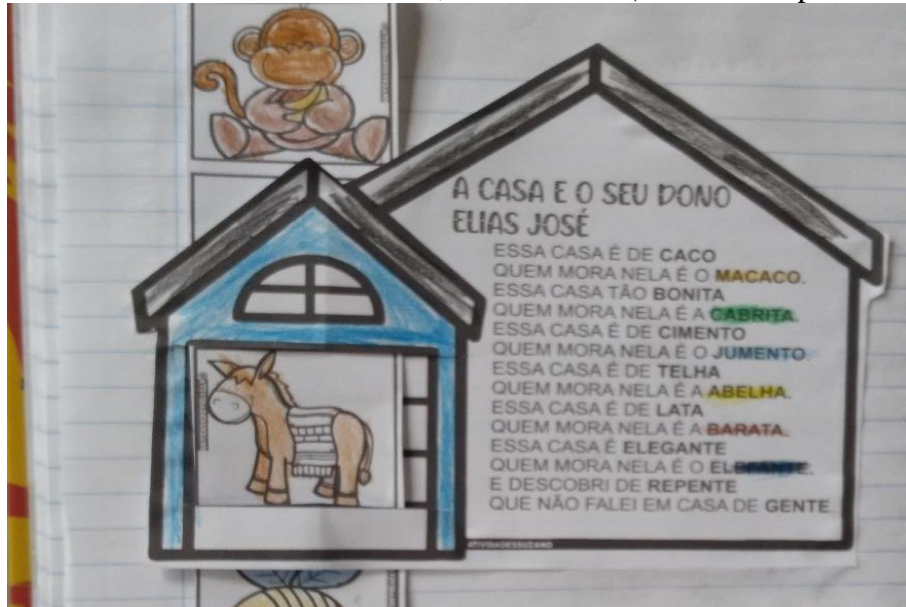 A CASA E O SEU DONO
ELIAS JOSÉ
ESSA CASA É DE CACO
QUEM MORA NELA É O MACACO.
ESSA CASA TÃO BONITA
QUEM MORA NELA É A CABRITA
ESSA CASA É DE CIMENTO
QUEM MORA NELA É O JUMENTO
ESSA CASA É DE TELHA
QUEM MORA NELA É A ABELHA.
ESSA CASA É DE LATA
QUEM MORA NELA É A BARATA.
ESSA CASA É ELEGANTE
QUEM MORA NELA É O ELEFANTE.
E DESCOBRI DE REPENTE
QUE NÃO FALEI EM CASA DE GENTE.
ATIVIDADESSUZANO